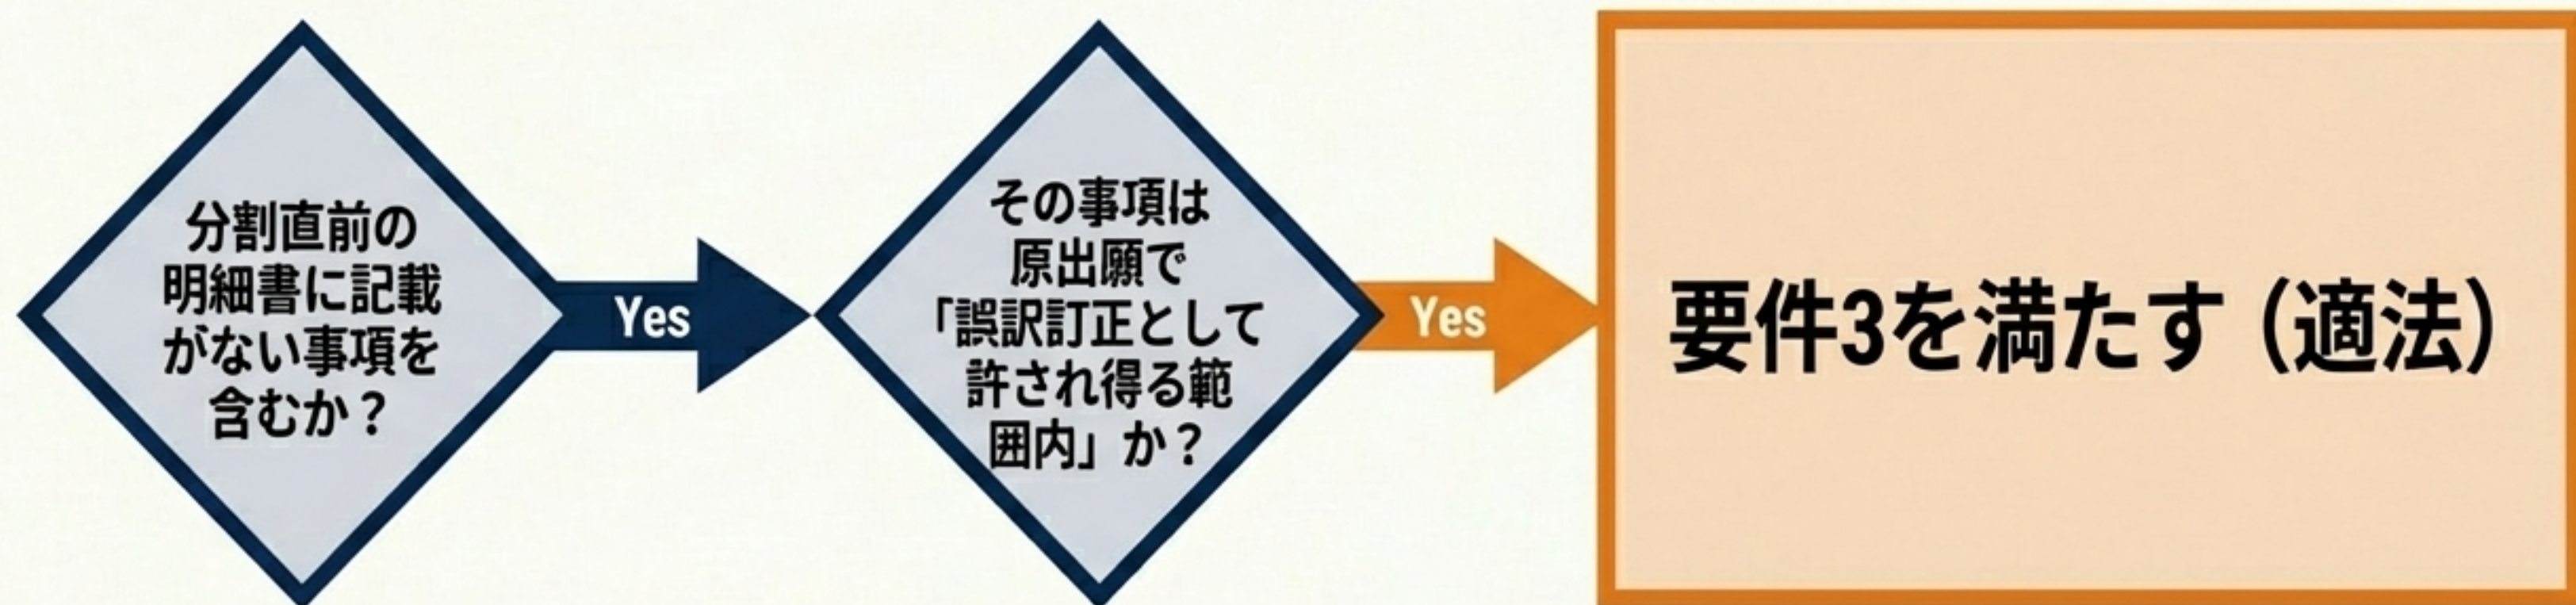 分割直前の
明細書に記載
がない事項を
含むか？
Yes
その事項は
原出願で
「誤訳訂正として
許され得る範
囲内」か？
Yes
要件3を満たす（適法）